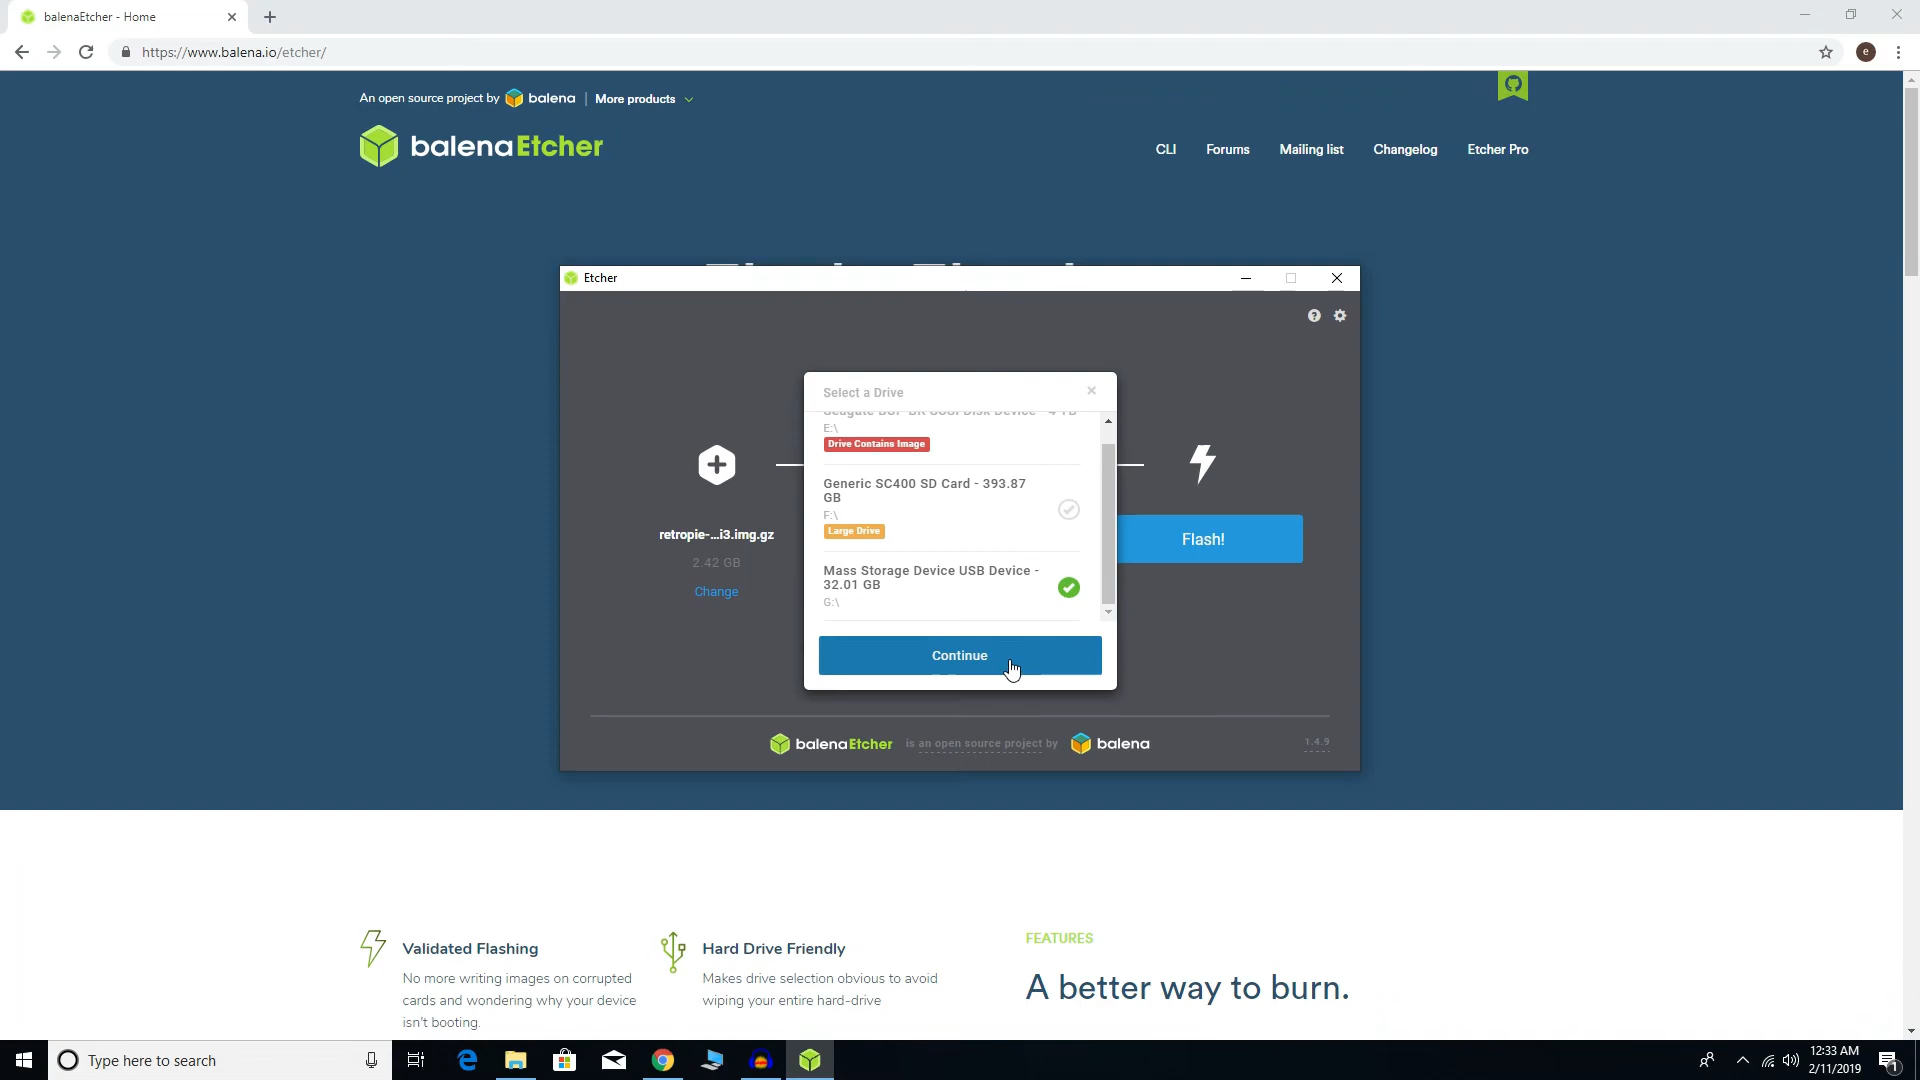 balenaEtcher - Home
https://www.balena.io/etcher/
e
An open source project by balena | More products
balenaEtcher
CLI Forums Mailing list Changelog Etcher Pro
Etcher
Select a Drive
E:\
Drive Contains Image
Generic SC400 SD Card - 393.87
GB
F:\
Large Drive
Mass Storage Device USB Device -
32.01 GB
G:\
Continue
retropie-...i3.img.gz
2.42 GB
Change
Flash!
balenaEtcher is an open source project by balena
1.4.9
Validated Flashing
No more writing images on corrupted
cards and wondering why your device
isn't booting.
Hard Drive Friendly
Makes drive selection obvious to avoid
wiping your entire hard-drive
FEATURES
A better way to burn.
Type here to search
12:33 AM
2/11/2019
1